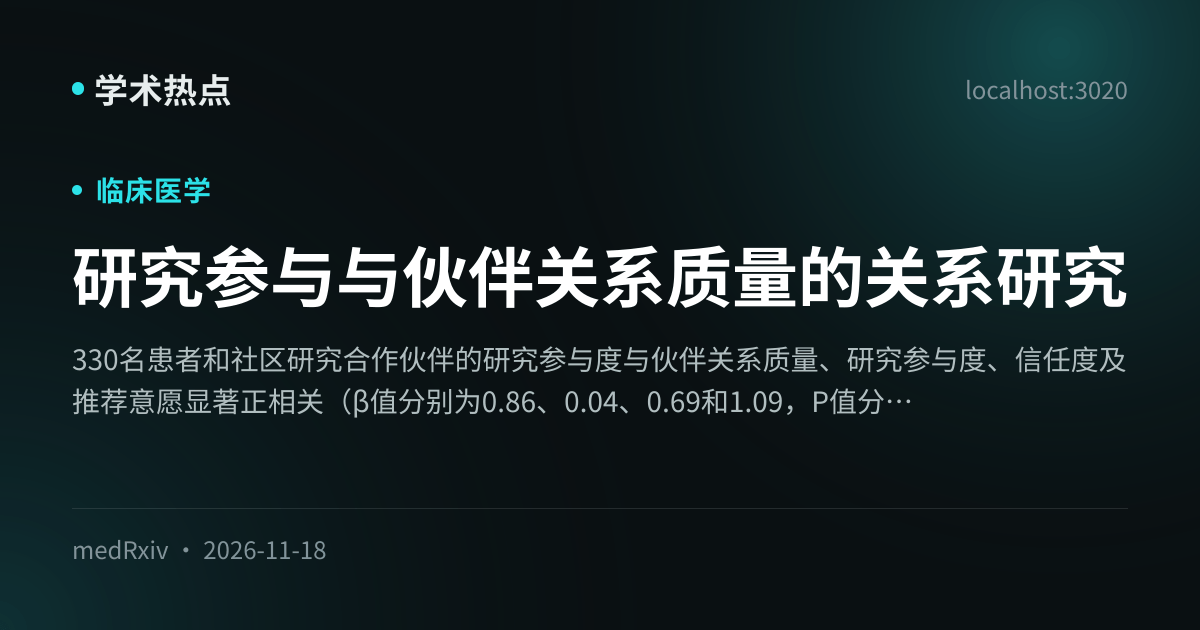 学术热点
localhost:3020
临床医学
研究参与与伙伴关系质量的关系研究
330名患者和社区研究合作伙伴的研究参与度与伙伴关系质量、研究参与度、信任度及
推荐意愿显著正相关（β值分别为0.86、0.04、0.69和1.09，P值分…
medRxiv · 2026-11-18